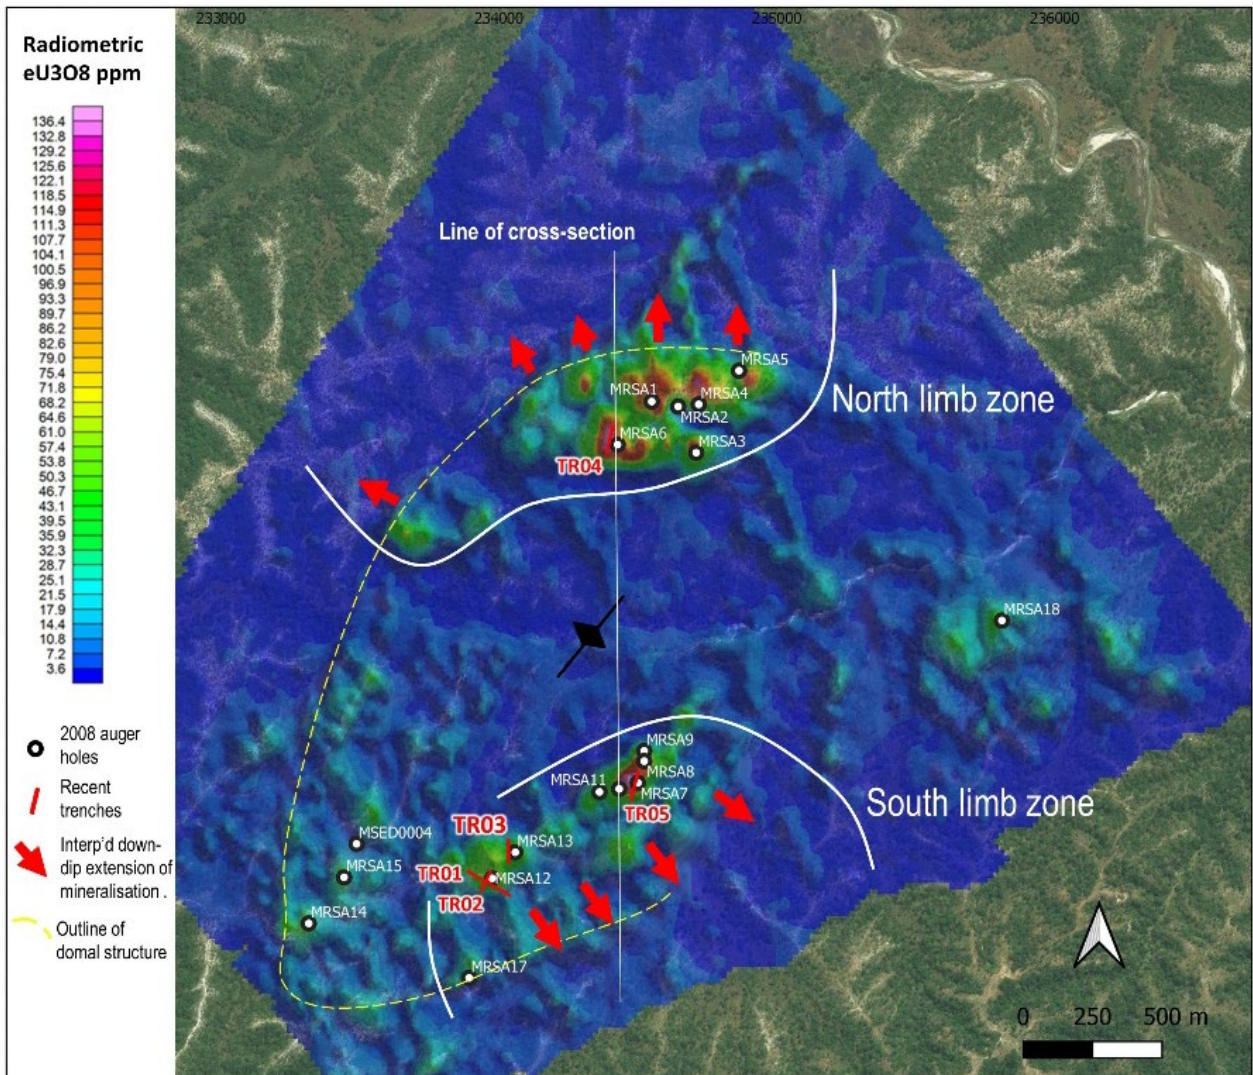 233000
234000
235000
236000
Radiometric
eU3O8 ppm
136.4
132.8
129.2
125.6
122.1
118.5
114.9
111.3
107.7
104.1
100.5
96.9
93.3
89.7
86.2
82.6
79.0
75.4
71.8
68.2
64.6
61.0
57.4
53.8
50.3
46.7
43.1
39.5
35.9
32.3
28.7
25.1
21.5
17.9
14.4
10.8
7.2
3.6
2008 auger
holes
Recent
trenches
Interp'd down-
dip extension of
mineralisation .
Outline of
domal structure
Line of cross-section
MRSA5
MRSA1
MRSA4
MRSA2
North limb zone
MRSA6
MRSA3
TR04
MRSA18
MRSA9
MRSA8
MRSA11
MRSA7
South limb zone
TR05
TR03
MSED0004
MRSA13
MRSA15
TR01
MRSA12
TR02
MRSA14
MRSA17
0 250 500 m